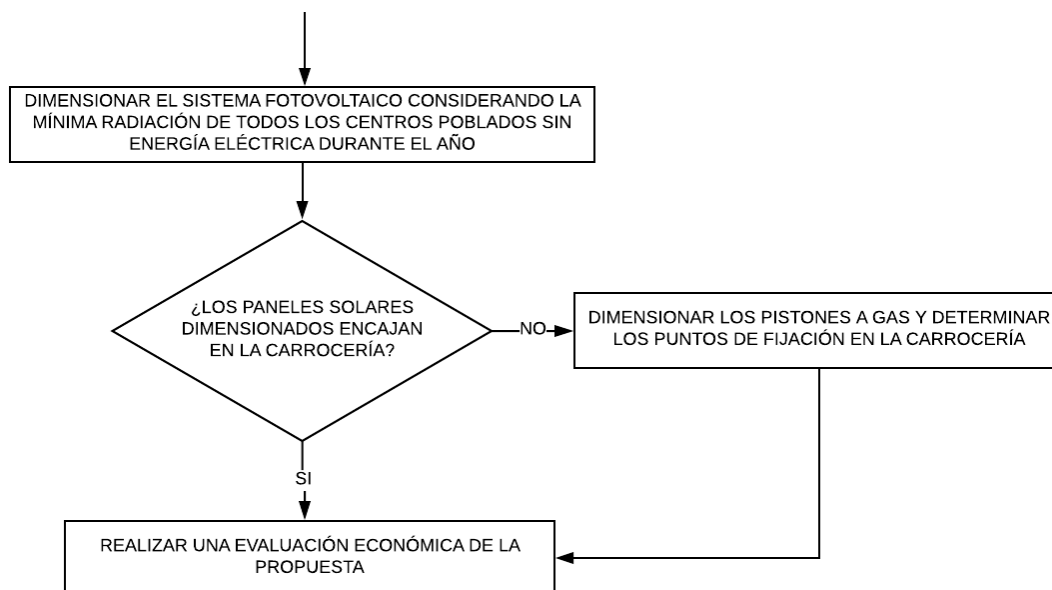 DIMENSIONAR EL SISTEMA FOTOVOLTAICO CONSIDERANDO LA
MÍNIMA RADIACIÓN DE TODOS LOS CENTROS POBLADOS SIN
ENERGÍA ELÉCTRICA DURANTE EL AÑO
¿LOS PANELES SOLARES
DIMENSIONADOS ENCAJAN
EN LA CARROCERÍA?
NO
DIMENSIONAR LOS PISTONES A GAS Y DETERMINAR
LOS PUNTOS DE FIJACIÓN EN LA CARROCERÍA
SI
REALIZAR UNA EVALUACIÓN ECONÓMICA DE LA
PROPUESTA